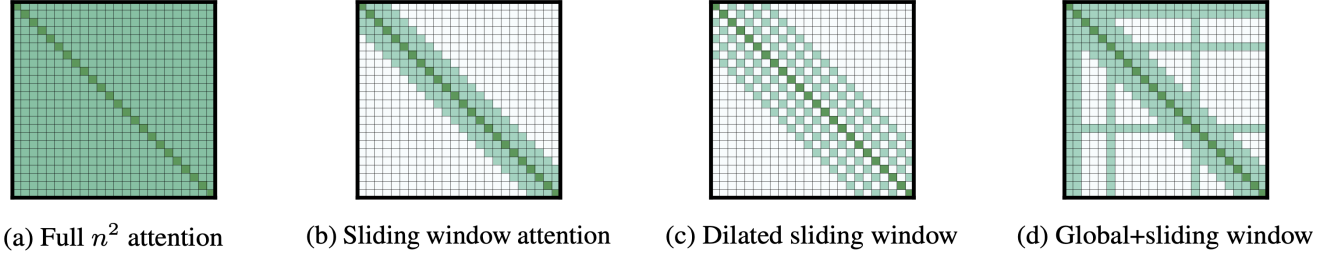 (a) Full n² attention
(b) Sliding window attention
(c) Dilated sliding window
(d) Global+sliding window